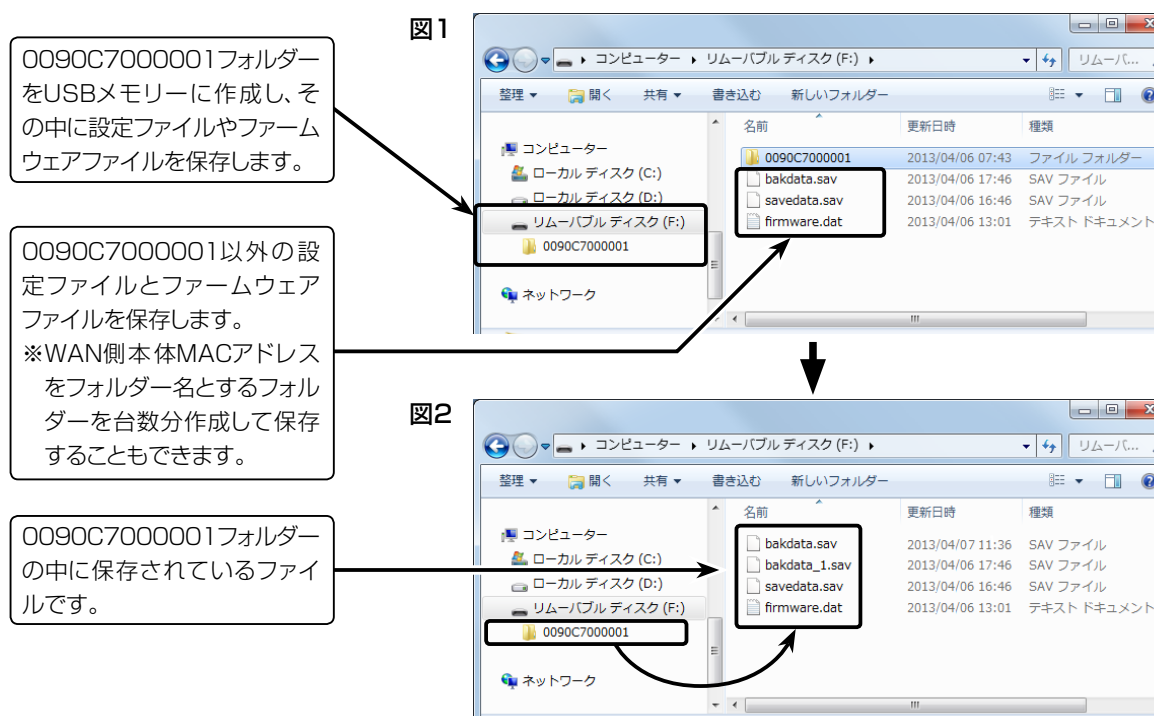 図1
0090C7000001フォルダー
をUSBメモリーに作成し、そ
の中に設定ファイルやファーム
ウェアファイルを保存します。
0090C7000001以外の設
定ファイルとファームウェア
ファイルを保存します。
※WAN側本体MACアドレス
をフォルダー名とするフォル
ダーを台数分作成して保存
することもできます。
コンピューター リムーバブル ディスク (F:) リムーバ...
整理 開く 共有 書き込む 新しいフォルダー
名前 更新日時 種類
コンピューター
ローカル ディスク (C:)
ローカル ディスク (D:)
リムーバブル ディスク (F:)
0090C7000001
ネットワーク
0090C7000001 2013/04/06 07:43 ファイル フォルダー
bakdata.sav 2013/04/06 17:46 SAV ファイル
savedata.sav 2013/04/06 16:46 SAV ファイル
firmware.dat 2013/04/06 13:01 テキスト ドキュメント
図2
0090C7000001フォルダー
の中に保存されているファイ
ルです。
コンピューター リムーバブル ディスク (F:) リムーバ...
整理 開く 共有 書き込む 新しいフォルダー
名前 更新日時 種類
コンピューター
ローカル ディスク (C:)
ローカル ディスク (D:)
リムーバブル ディスク (F:)
0090C7000001
ネットワーク
bakdata.sav 2013/04/07 11:36 SAV ファイル
bakdata_1.sav 2013/04/06 17:46 SAV ファイル
savedata.sav 2013/04/06 16:46 SAV ファイル
firmware.dat 2013/04/06 13:01 テキスト ドキュメント